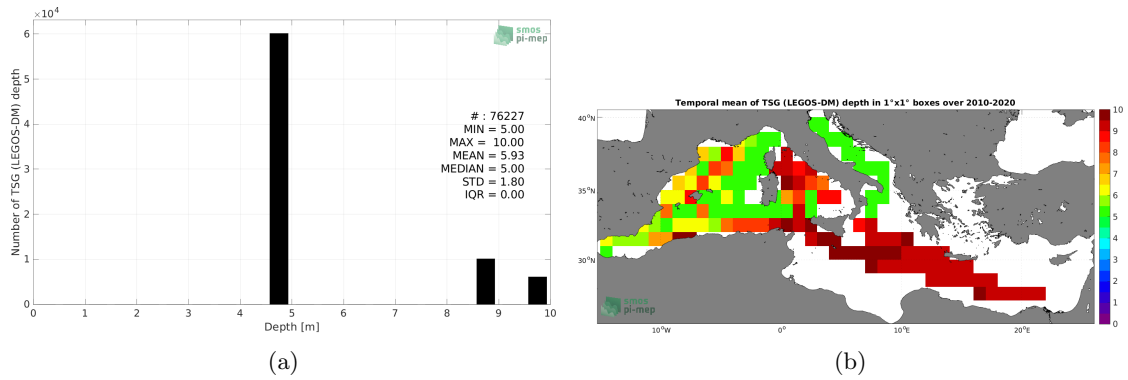 ×10⁴
6
5
4
3
2
1
0
Number of TSG (LEGOS-DM) depth
smos
pi-mep
# : 76227
MIN = 5.00
MAX = 10.00
MEAN = 5.93
MEDIAN = 5.00
STD = 1.80
IQR = 0.00
0 1 2 3 4 5 6 7 8 9 10
Depth [m]
(a)
Temporal mean of TSG (LEGOS-DM) depth in 1°x1° boxes over 2010-2020
40°N
35°N
30°N
smos
pi-mep
10°W 0° 10°E 20°E
10
9
8
7
6
5
4
3
2
1
0
(b)